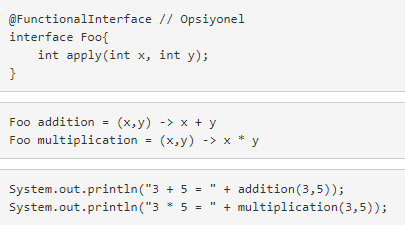 @FunctionalInterface // Opsiyonel
interface Foo{
    int apply(int x, int y);
}
Foo addition = (x,y) -> x + y
Foo multiplication = (x,y) -> x * y
System.out.println("3 + 5 = " + addition(3,5));
System.out.println("3 * 5 = " + multiplication(3,5));